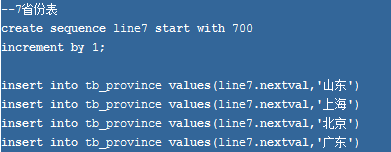 --7省份表
create sequence line7 start with 700
increment by 1;
insert into tb_province values(line7.nextval,'山东')
insert into tb_province values(line7.nextval,'上海')
insert into tb_province values(line7.nextval,'北京')
insert into tb_province values(line7.nextval,'广东')